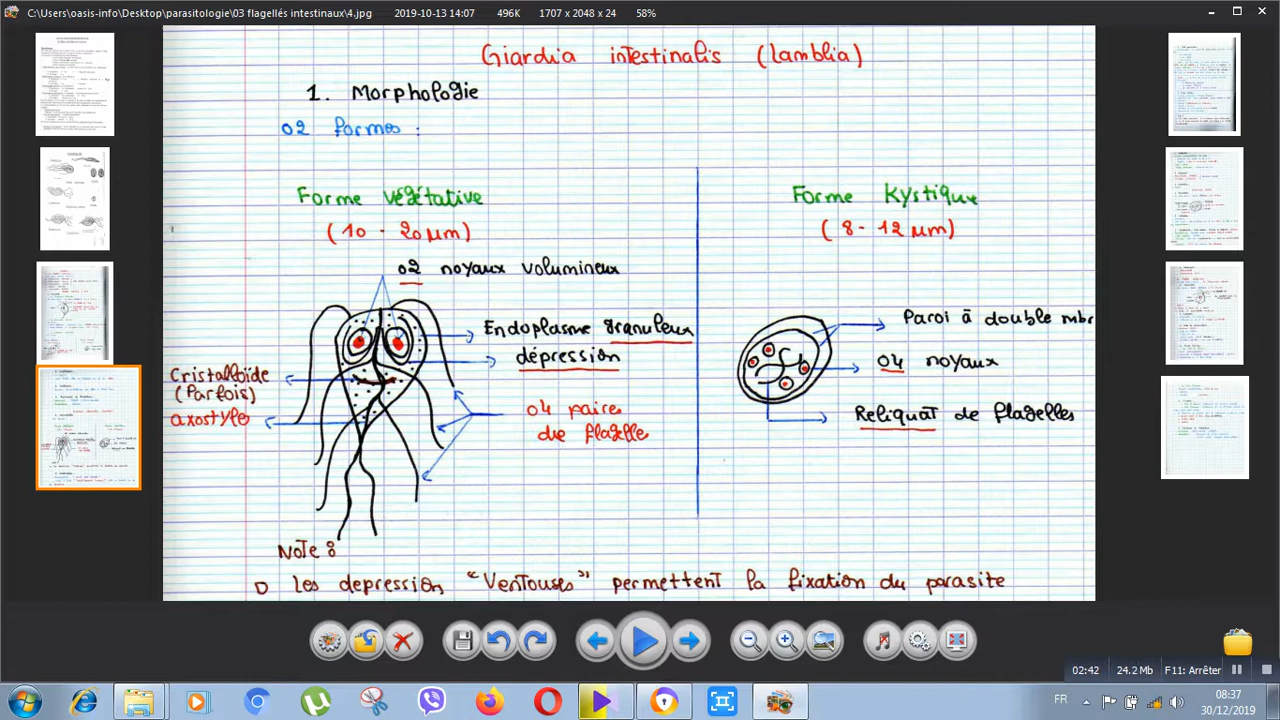 C:\Users\oasis-info\Desktop\parasitologie\03 flagellés intestinaux\4.jpg 2019-10-13 14:07 496K 1707 x 2048 x 24 58%
Giardia intestinalis (lamblia)
1 Morphologie
02 formes :
Forme végétative
(10 20 µm)
02 noyaux volumineux
Endoplasme granuleux
dépression
Cristalloïde
(Parfois)
axostyle
04 paires
de flagelle
Forme Kystique
(8-12 µm)
Paroi à double mbr
04 noyaux
Reliquat de flagelles
Note :
les depression "Ventouses" permettent la fixation du parasite
02:42 24.2 Mb F11: Arrêter
FR
08:37
30/12/2019